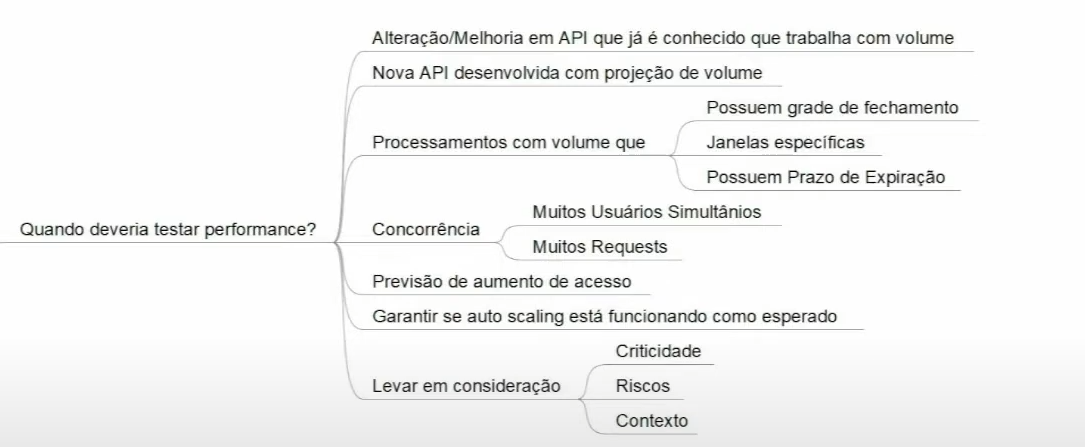 Alteração/Melhoria em API que já é conhecido que trabalha com volume
Nova API desenvolvida com projeção de volume
Processamentos com volume que
Possuem grade de fechamento
Janelas específicas
Possuem Prazo de Expiração
Quando deveria testar performance?
Concorrência
Muitos Usuários Simultânios
Muitos Requests
Previsão de aumento de acesso
Garantir se auto scaling está funcionando como esperado
Levar em consideração
Criticidade
Riscos
Contexto